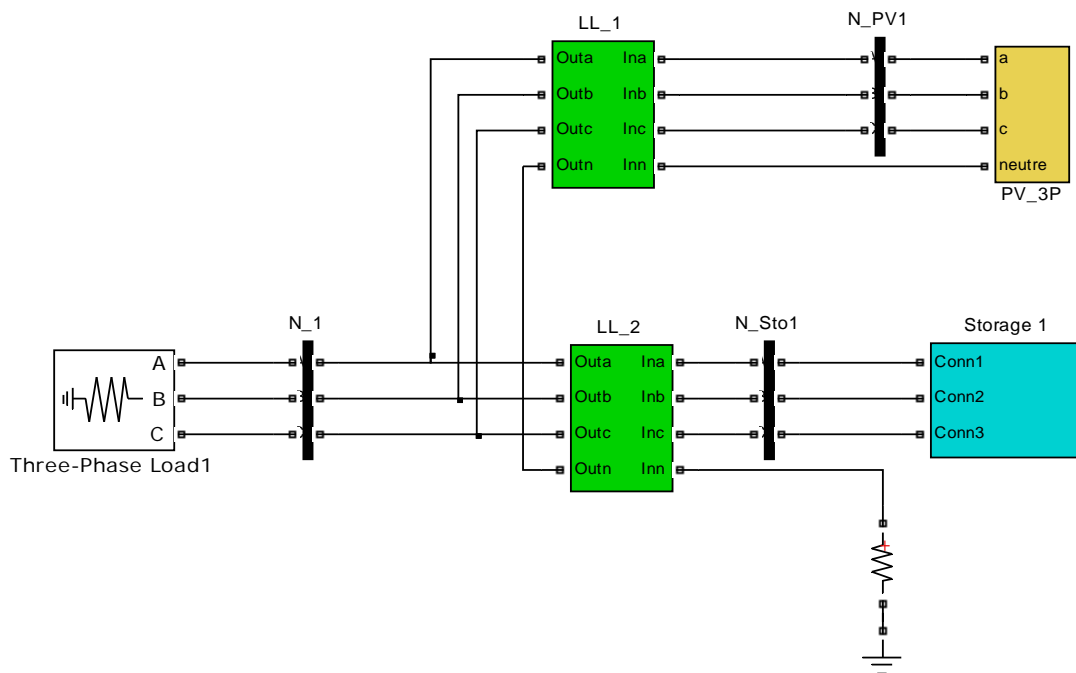 LL_1
N_PV1
Outa Ina
Outb Inb
Outc Inc
Outn Inn
a
b
c
neutre
PV_3P
N_1
LL_2
N_Sto1
Storage 1
A
B
C
Three-Phase Load1
Outa Ina
Outb Inb
Outc Inc
Outn Inn
Conn1
Conn2
Conn3
+